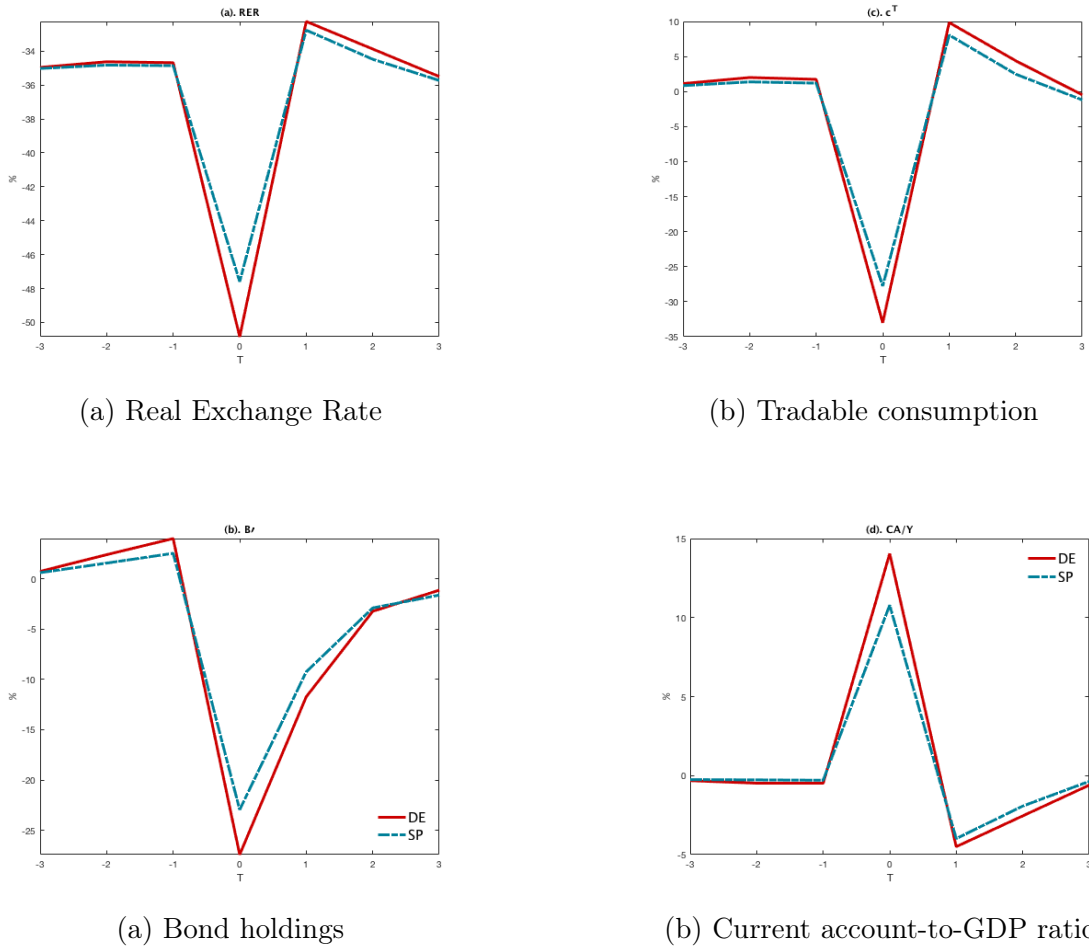 (a). RER
-34
-36
-38
-40
-42
-44
-46
-48
-50
%
-3 -2 -1 0 1 2 3
T
(a) Real Exchange Rate
(c). cᵀ
10
5
0
-5
-10
-15
-20
-25
-30
-35
%
-3 -2 -1 0 1 2 3
T
(b) Tradable consumption
(b). B′
0
-5
-10
-15
-20
-25
%
-3 -2 -1 0 1 2 3
T
DE
SP
(a) Bond holdings
(d). CA/Y
15
10
5
0
-5
%
-3 -2 -1 0 1 2 3
T
DE
SP
(b) Current account-to-GDP ratio